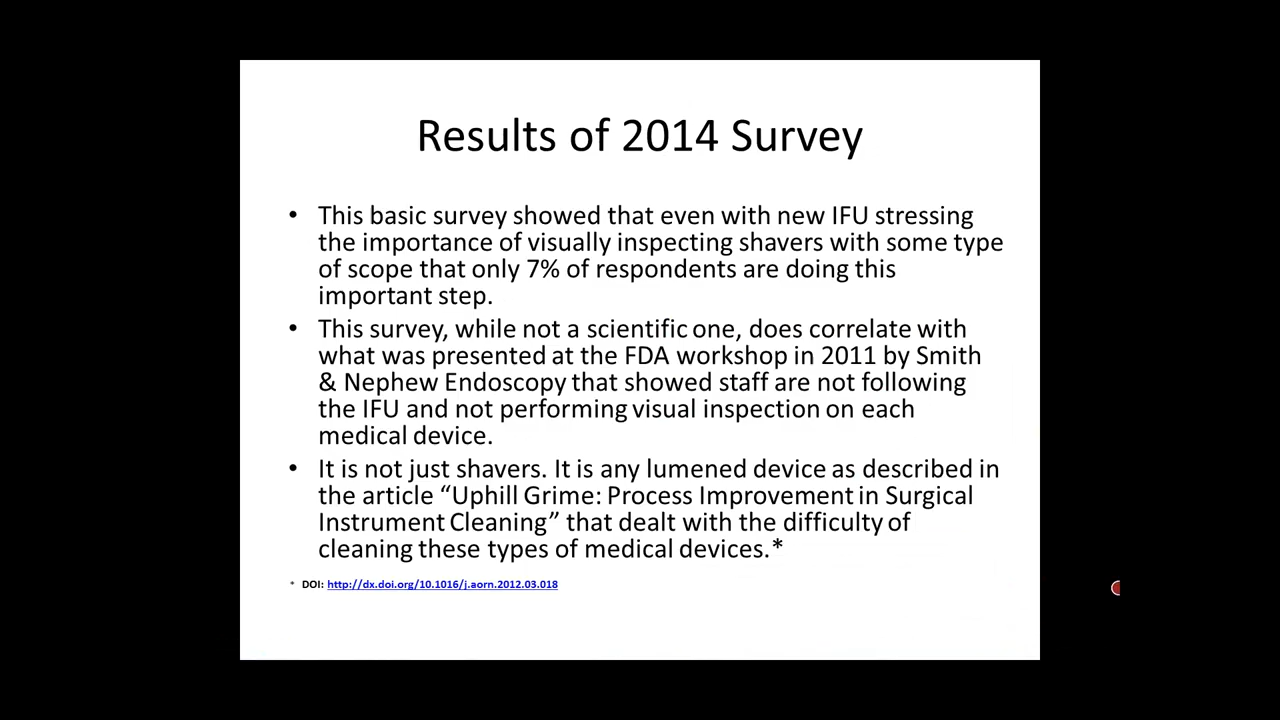 Results of 2014 Survey
• This basic survey showed that even with new IFU stressing
the importance of visually inspecting shavers with some type
of scope that only 7% of respondents are doing this
important step.
• This survey, while not a scientific one, does correlate with
what was presented at the FDA workshop in 2011 by Smith
& Nephew Endoscopy that showed staff are not following
the IFU and not performing visual inspection on each
medical device.
• It is not just shavers. It is any lumened device as described in
the article “Uphill Grime: Process Improvement in Surgical
Instrument Cleaning” that dealt with the difficulty of
cleaning these types of medical devices.*
* DOI: http://dx.doi.org/10.1016/j.aorn.2012.03.018